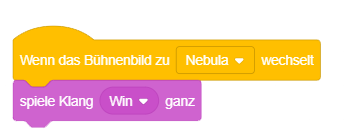 Wenn das Bühnenbild zu Nebula wechselt
spiele Klang Win ganz